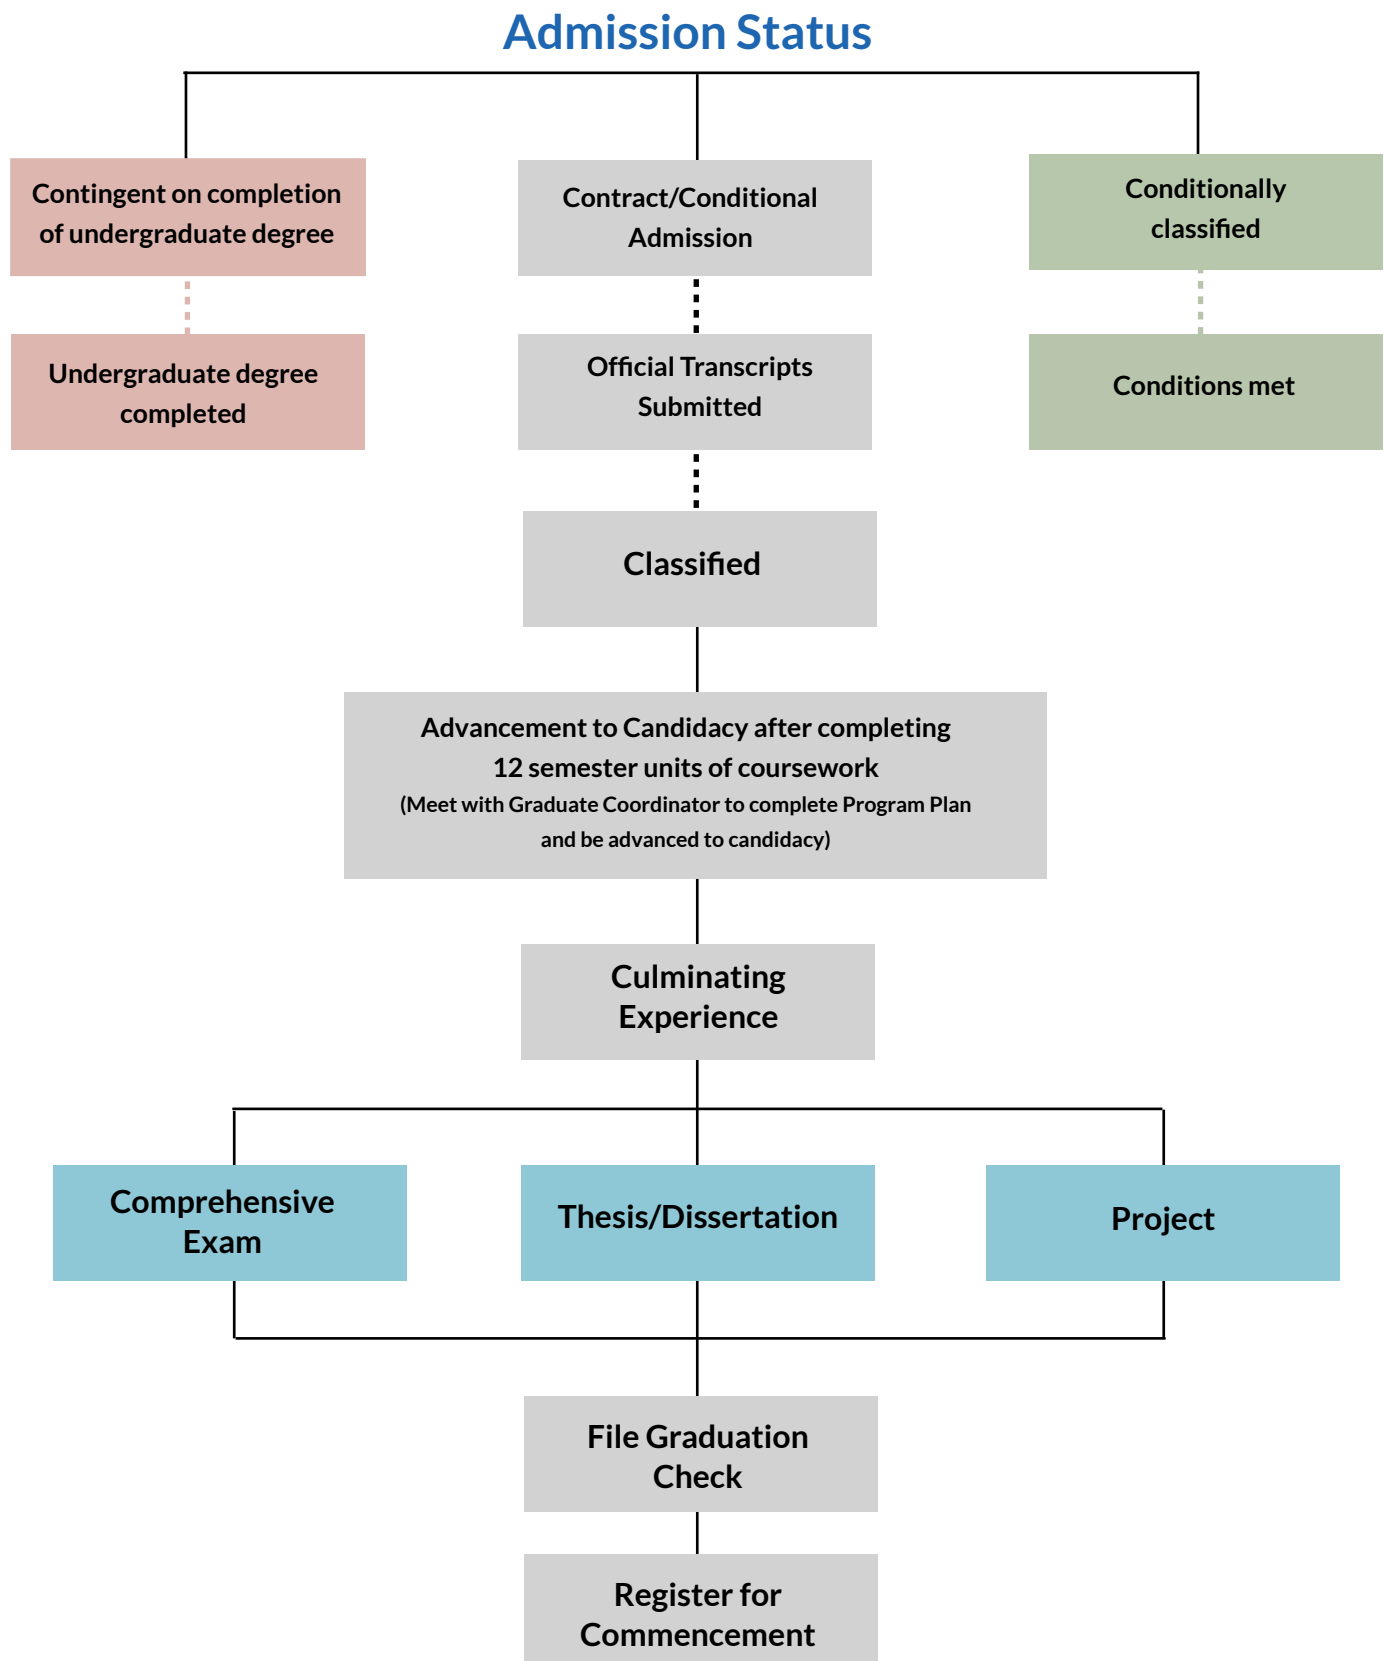 Admission Status
Contingent on completion
of undergraduate degree
Contract/Conditional
Admission
Conditionally
classified
Undergraduate degree
completed
Official Transcripts
Submitted
Conditions met
Classified
Advancement to Candidacy after completing
12 semester units of coursework
(Meet with Graduate Coordinator to complete Program Plan
and be advanced to candidacy)
Culminating
Experience
Comprehensive
Exam
Thesis/Dissertation
Project
File Graduation
Check
Register for
Commencement